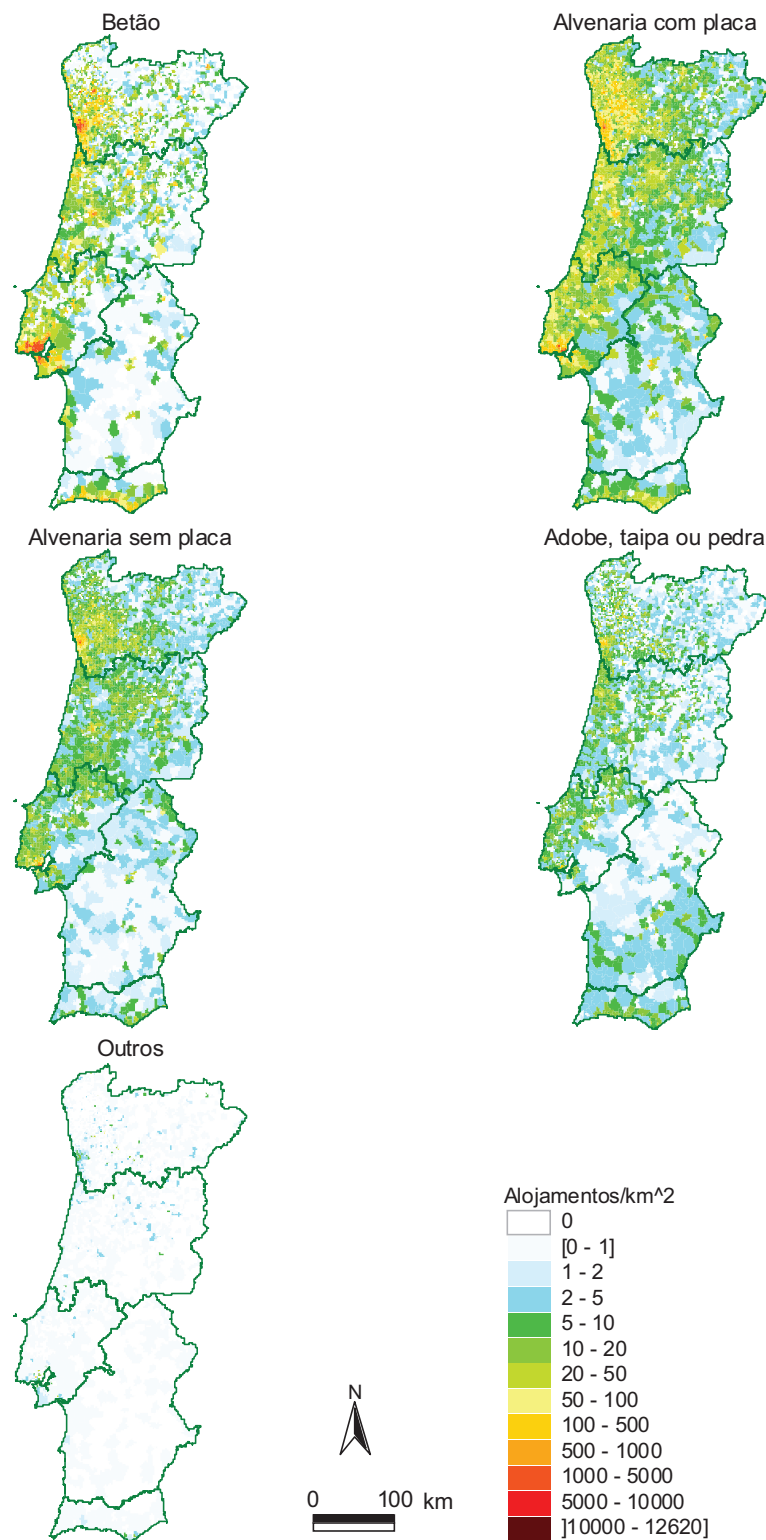 Betão
Alvenaria com placa
Alvenaria sem placa
Adobe, taipa ou pedra
Outros
N
0 100 km
Alojamentos/km^2
0
[0 - 1]
1 - 2
2 - 5
5 - 10
10 - 20
20 - 50
50 - 100
100 - 500
500 - 1000
1000 - 5000
5000 - 10000
]10000 - 12620]